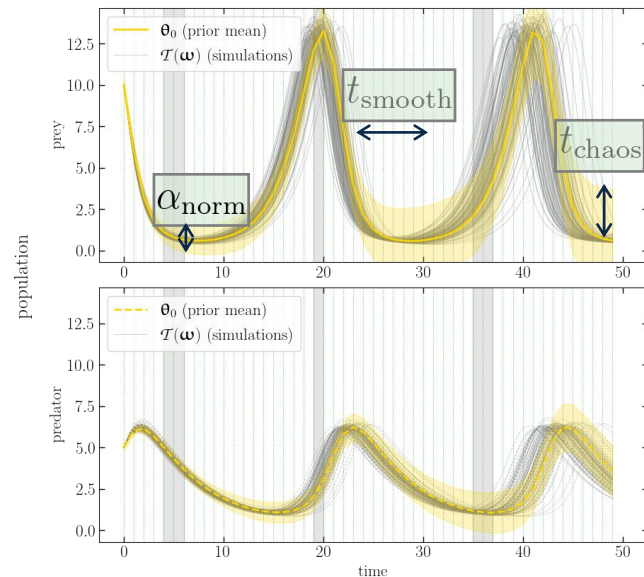 θ₀ (prior mean)
𝒯(ω) (simulations)
12.5
10.0
7.5
5.0
2.5
0.0
prey
t_smooth
t_chaos
α_norm
0 10 20 30 40 50
population
θ₀ (prior mean)
𝒯(ω) (simulations)
12.5
10.0
7.5
5.0
2.5
0.0
predator
0 10 20 30 40 50
time